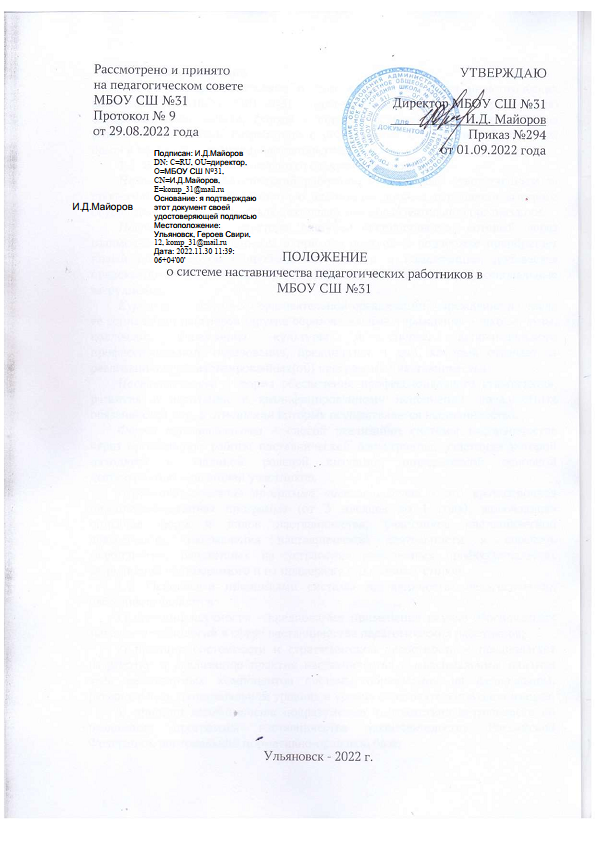 Рассмотрено и принято
на педагогическом совете
МБОУ СШ №31
Протокол № 9
от 29.08.2022 года
УТВЕРЖДАЮ
Директор МБОУ СШ №31
И.Д. Майоров
Приказ №294
от 01.09.2022 года
ДЛЯ
ДОКУМЕНТОВ
И.Д.Майоров
Подписан: И.Д.Майоров
DN: C=RU, OU=директор,
O=МБОУ СШ №31,
CN=И.Д.Майоров,
E=komp_31@mail.ru
Основание: я подтверждаю
этот документ своей
удостоверяющей подписью
Местоположение:
Ульяновск, Героев Свири,
12, komp_31@mail.ru
Дата: 2022.11.30 11:39:
06+04'00'
ПОЛОЖЕНИЕ
о системе наставничества педагогических работников в
МБОУ СШ №31
Ульяновск - 2022 г.